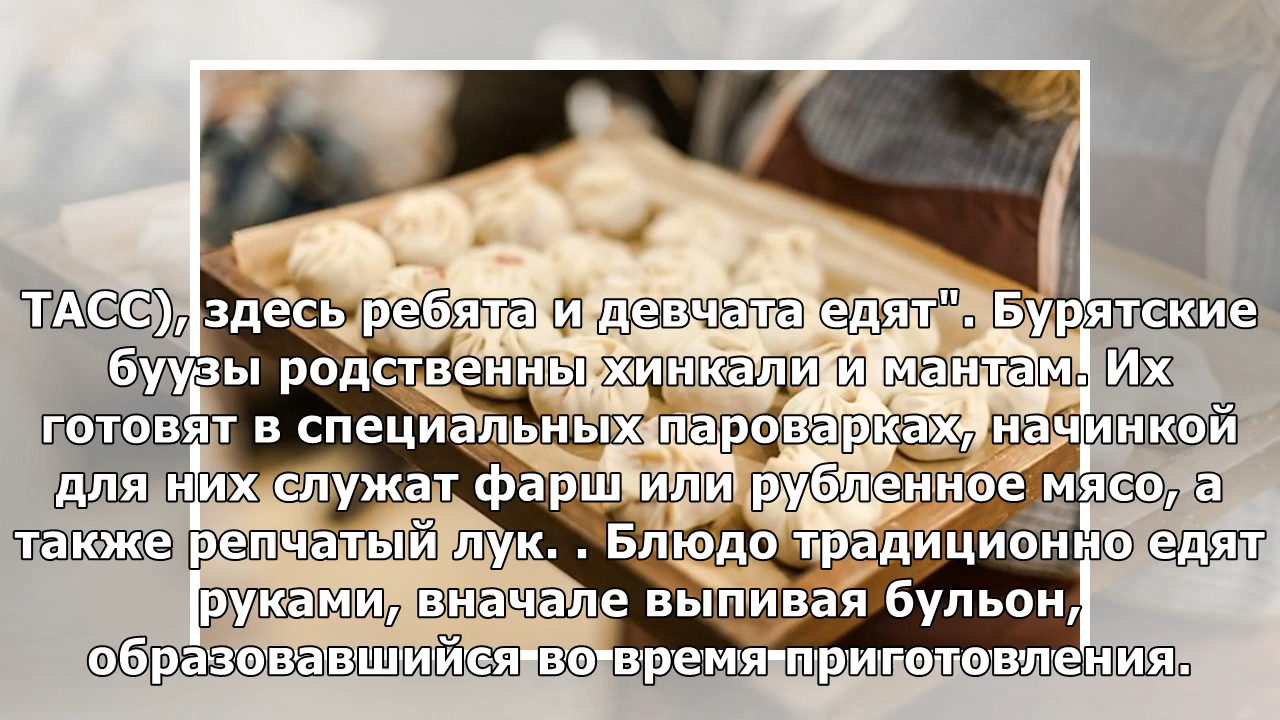 ТАСС), здесь ребята и девчата едят". Бурятские
буузы родственны хинкали и мантам. Их
готовят в специальных пароварках, начинкой
для них служат фарш или рубленное мясо, а
также репчатый лук. . Блюдо традиционно едят
руками, вначале выпивая бульон,
образовавшийся во время приготовления.